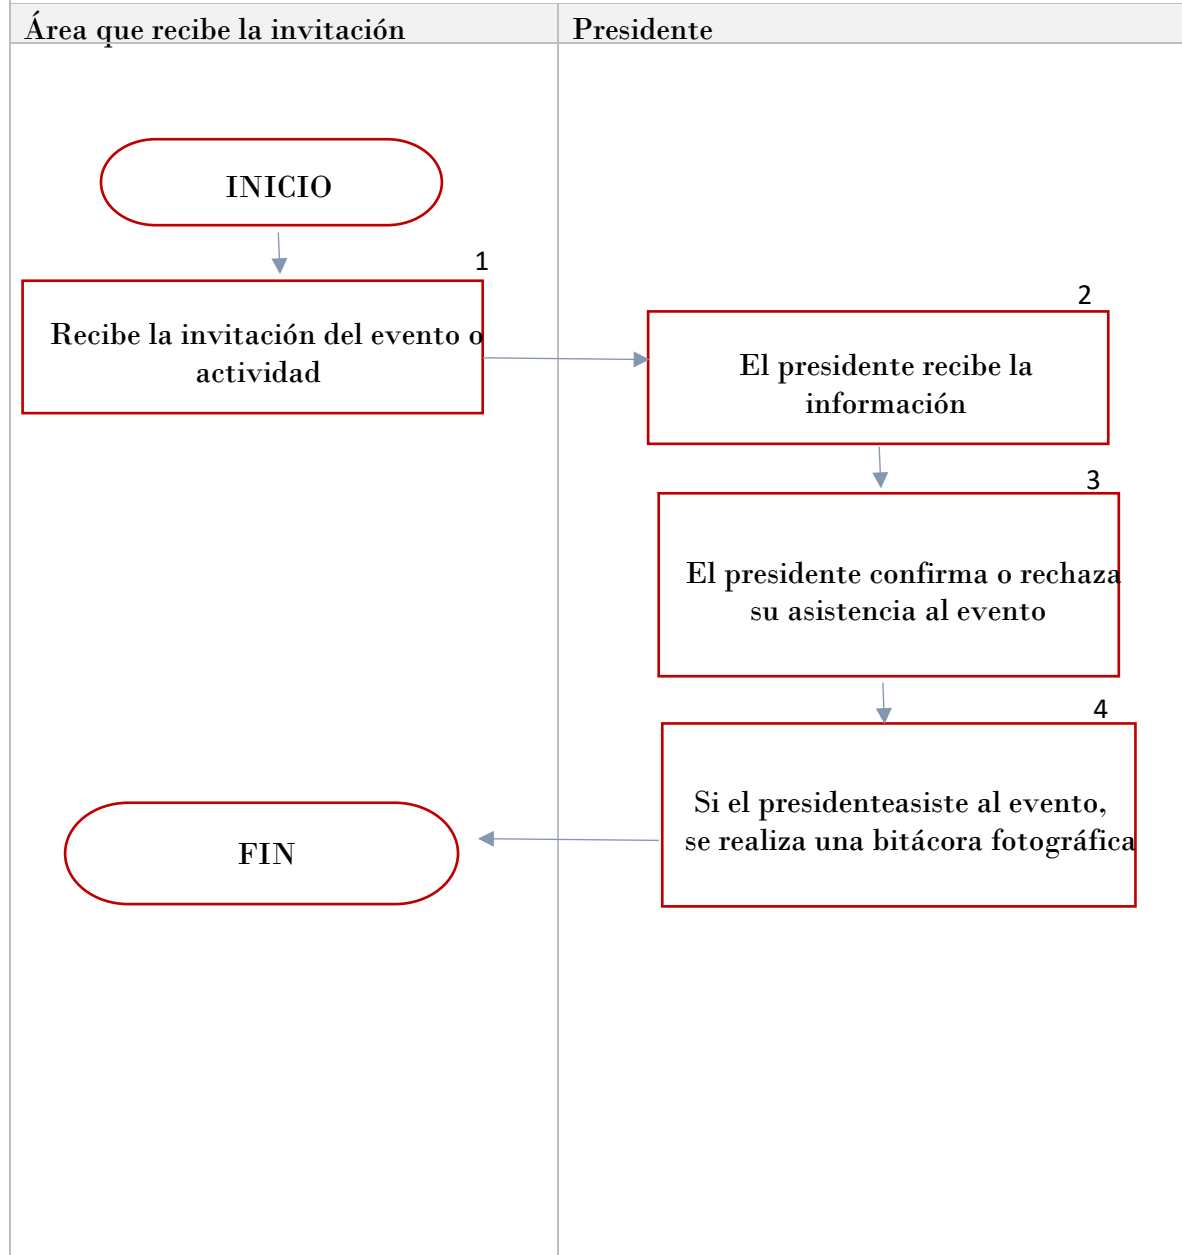 Área que recibe la invitación
Presidente
INICIO
1
Recibe la invitación del evento o
actividad
2
El presidente recibe la
información
3
El presidente confirma o rechaza
su asistencia al evento
4
Si el presidenteasiste al evento,
se realiza una bitácora fotográfica
FIN